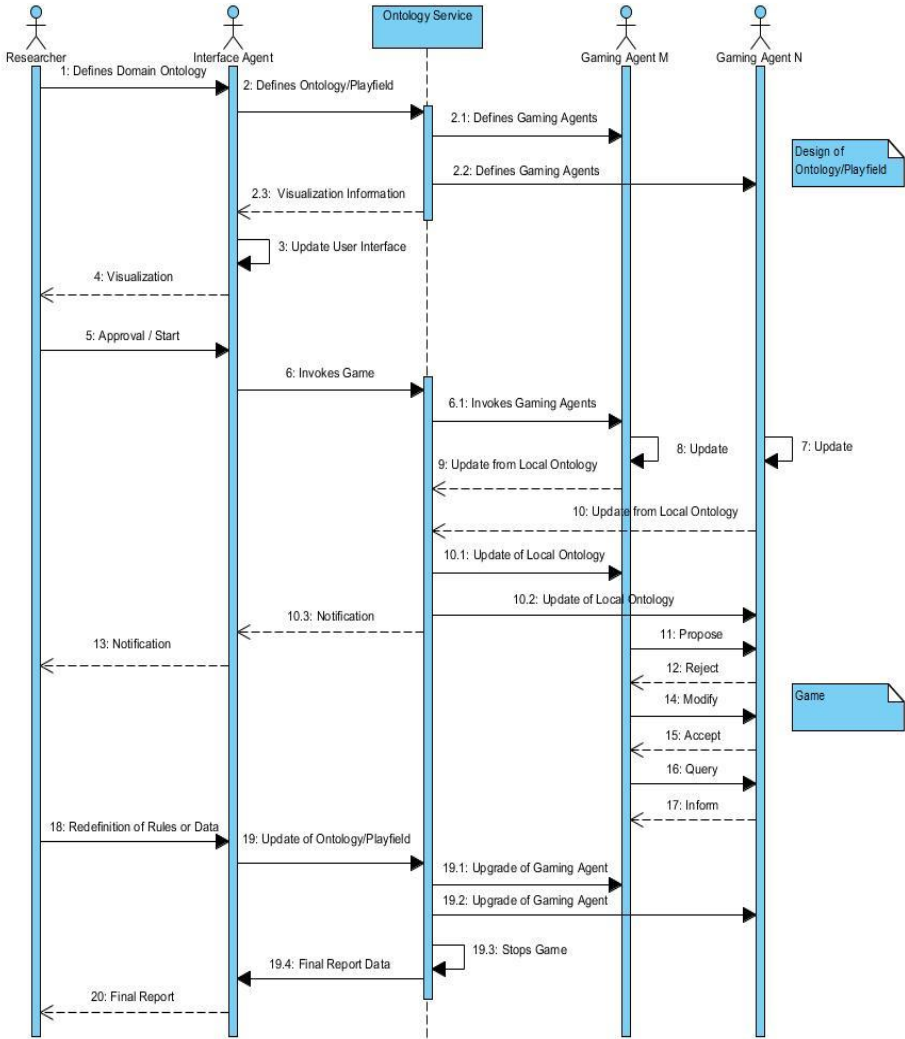 Ontology Service
Researcher
Interface Agent
Gaming Agent M
Gaming Agent N
1: Defines Domain Ontology
2: Defines Ontology/Playfield
2.1: Defines Gaming Agents
Design of
Ontology/Playfield
2.2: Defines Gaming Agents
2.3: Visualization Information
3: Update User Interface
4: Visualization
5: Approval / Start
6: Invokes Game
6.1: Invokes Gaming Agents
8: Update
7: Update
9: Update from Local Ontology
10: Update from Local Ontology
10.1: Update of Local Ontology
10.2: Update of Local Ontology
10.3: Notification
11: Propose
13: Notification
12: Reject
Game
14: Modify
15: Accept
16: Query
17: Inform
18: Redefinition of Rules or Data
19: Update of Ontology/Playfield
19.1: Upgrade of Gaming Agent
19.2: Upgrade of Gaming Agent
19.3: Stops Game
19.4: Final Report Data
20: Final Report